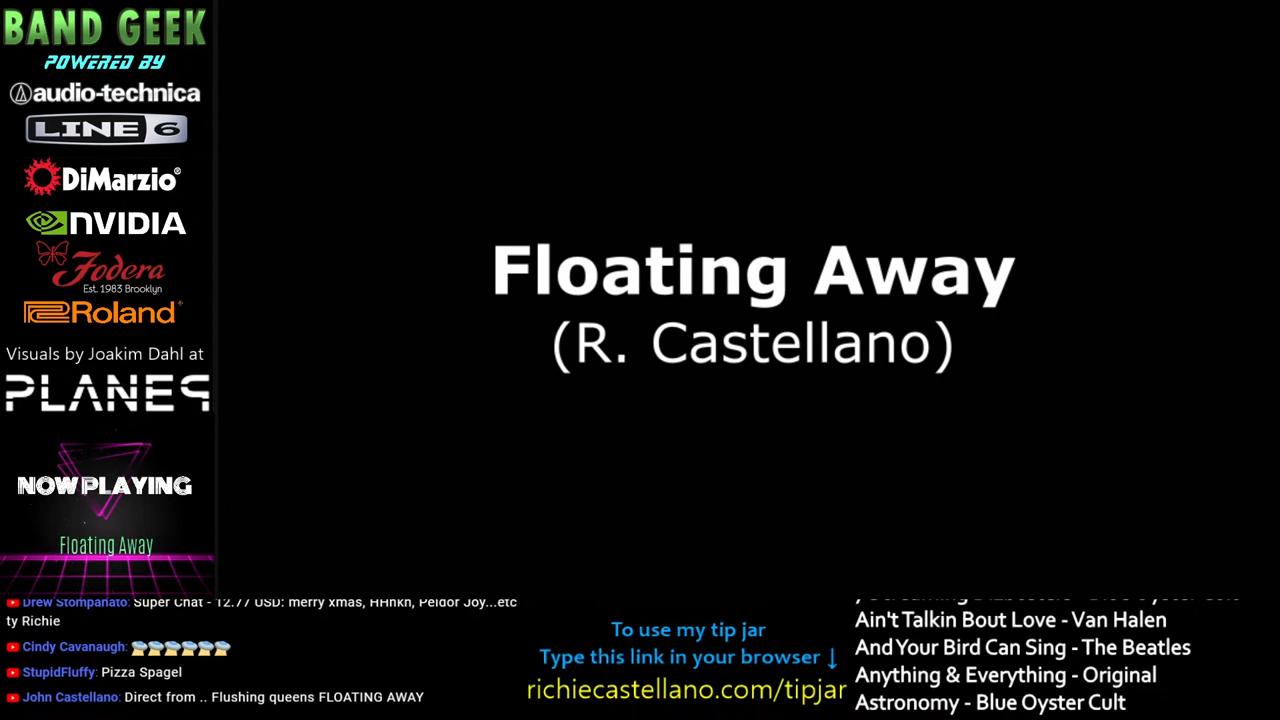 BAND GEEK
POWERED BY
audio-technica
LINE 6
DiMarzio®
NVIDIA
Fodera
Est. 1983 Brooklyn
Roland
Visuals by Joakim Dahl at
PLANE9
NOW PLAYING
Floating Away
Floating Away
(R. Castellano)
Drew Stompanato: Super Chat - 12.77 USD: merry xmas, HHnkh, Peldor Joy...etc
ty Richie
Cindy Cavanaugh:
StupidFluffy: Pizza Spagel
John Castellano: Direct from .. Flushing queens FLOATING AWAY
To use my tip jar
Type this link in your browser ↓
richiecastellano.com/tipjar
Ain't Talkin Bout Love - Van Halen
And Your Bird Can Sing - The Beatles
Anything & Everything - Original
Astronomy - Blue Oyster Cult